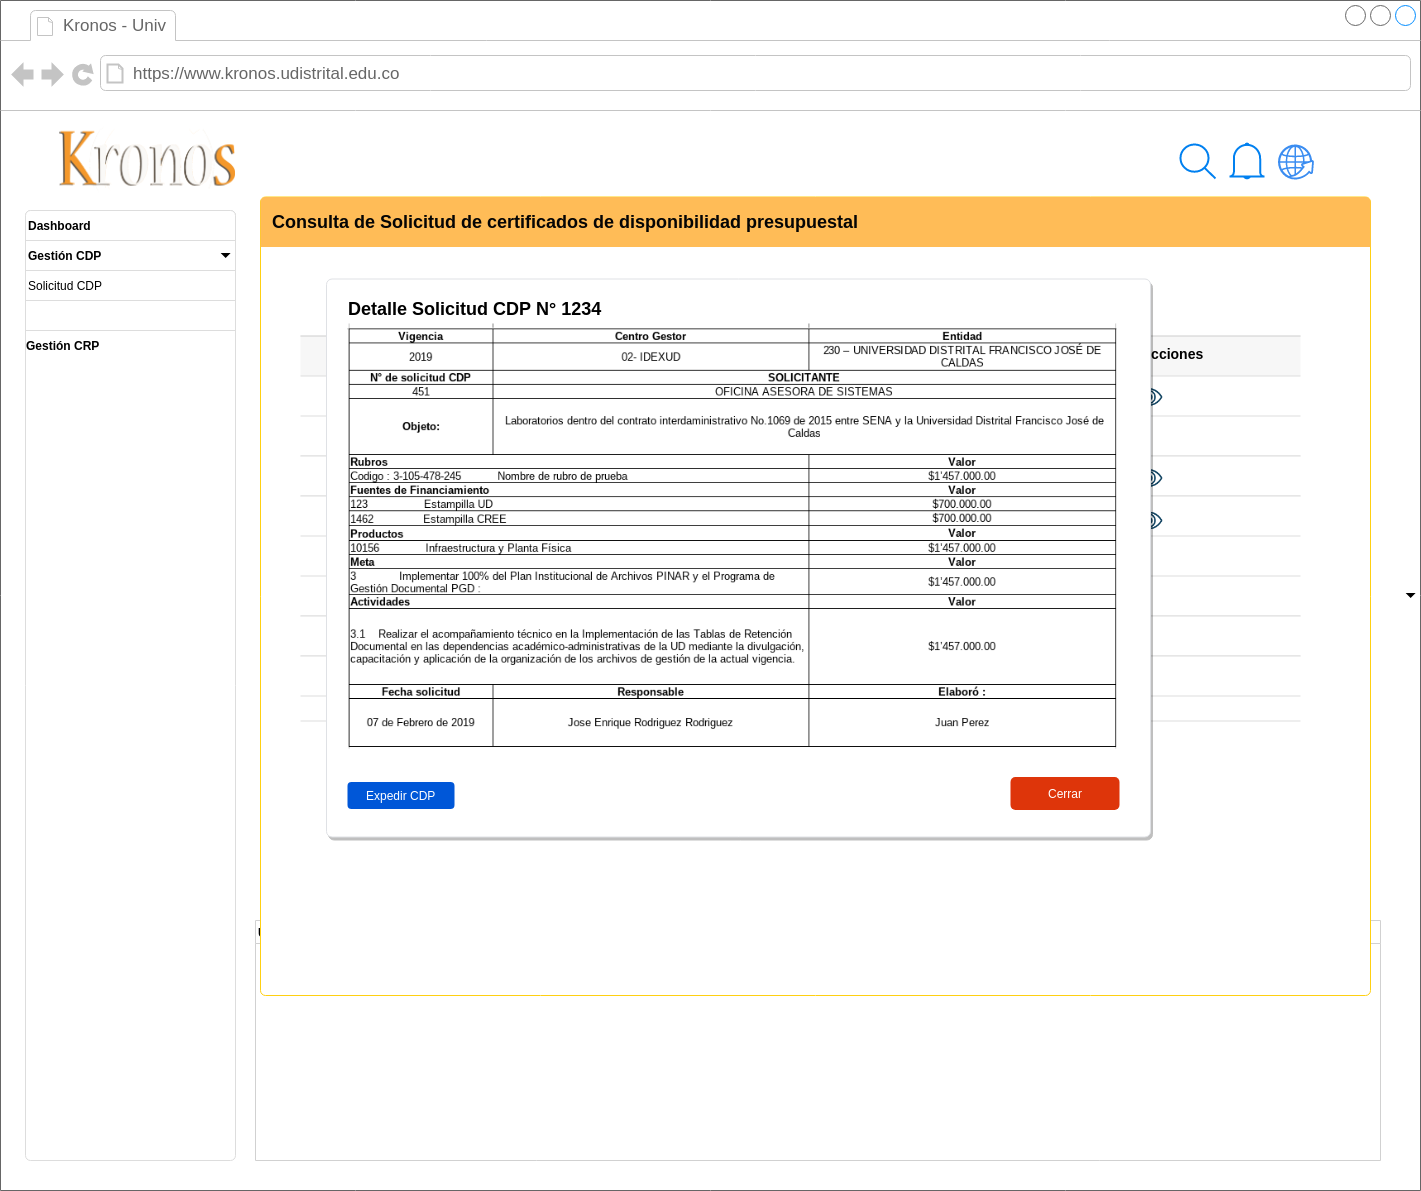 Kronos - Univ
https://www.kronos.udistrital.edu.co
Kronos
Dashboard
Gestión CDP
Solicitud CDP
Gestión CRP
Consulta de Solicitud de certificados de disponibilidad presupuestal
cciones
Detalle Solicitud CDP N° 1234
Vigencia Centro Gestor Entidad
2019 02- IDEXUD 230 – UNIVERSIDAD DISTRITAL FRANCISCO JOSÉ DE
CALDAS
N° de solicitud CDP SOLICITANTE
451 OFICINA ASESORA DE SISTEMAS
Objeto: Laboratorios dentro del contrato interdaministrativo No.1069 de 2015 entre SENA y la Universidad Distrital Francisco José de
Caldas
Rubros Valor
Codigo : 3-105-478-245 Nombre de rubro de prueba $1'457.000.00
Fuentes de Financiamiento Valor
123 Estampilla UD $700.000.00
1462 Estampilla CREE $700.000.00
Productos Valor
10156 Infraestructura y Planta Física $1'457.000.00
Meta Valor
3 Implementar 100% del Plan Institucional de Archivos PINAR y el Programa de
Gestión Documental PGD : $1'457.000.00
Actividades Valor
3.1 Realizar el acompañamiento técnico en la Implementación de las Tablas de Retención
Documental en las dependencias académico-administrativas de la UD mediante la divulgación, $1'457.000.00
capacitación y aplicación de la organización de los archivos de gestión de la actual vigencia.
Fecha solicitud Responsable Elaboró :
07 de Febrero de 2019 Jose Enrique Rodriguez Rodriguez Juan Perez
Expedir CDP Cerrar